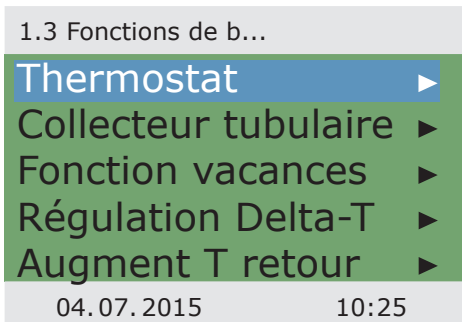 1.3 Fonctions de b...
Thermostat ►
Collecteur tubulaire ►
Fonction vacances ►
Régulation Delta-T ►
Augment T retour ►
04.07.2015 10:25